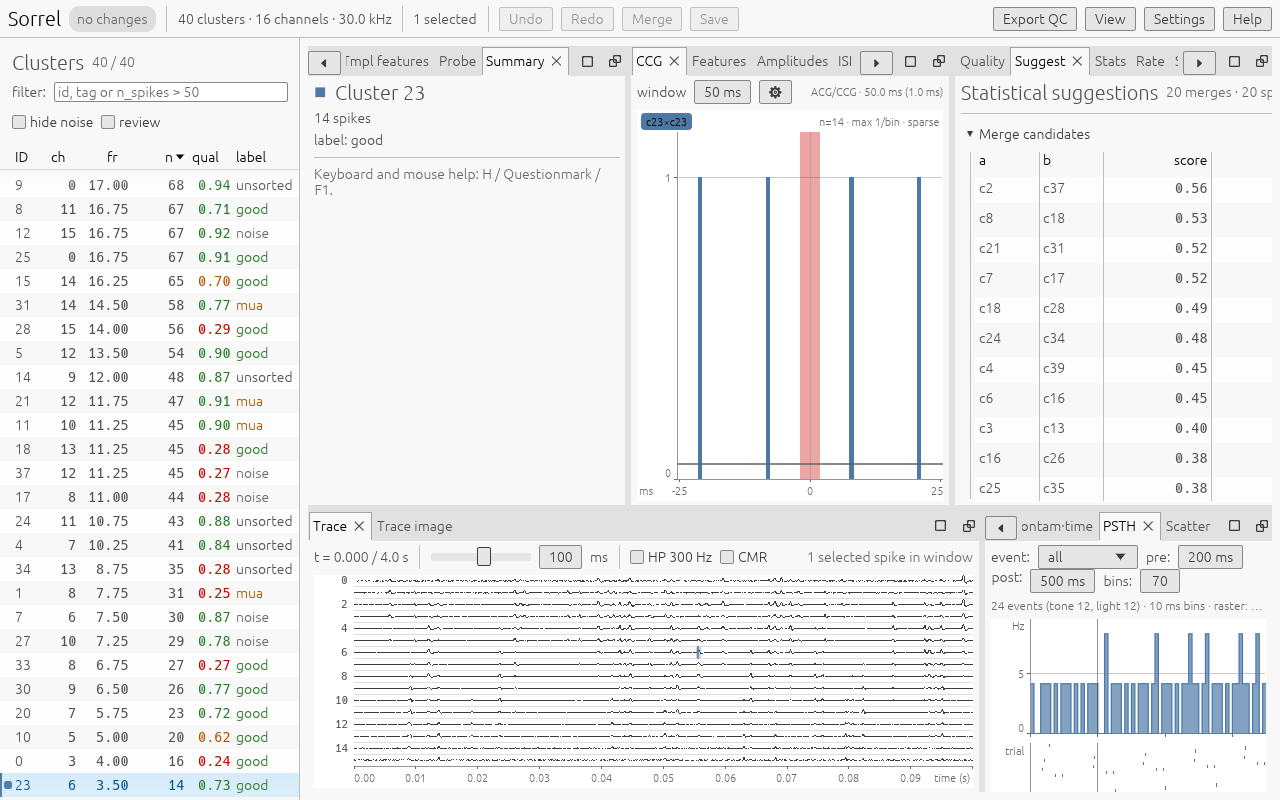 Sorrel no changes 40 clusters · 16 channels · 30.0 kHz 1 selected Undo Redo Merge Save Export QC View Settings Help
Clusters 40 / 40
filter: id, tag or n_spikes > 50
hide noise review
ID ch fr n qual label
9 0 17.00 68 0.94 unsorted
8 11 16.75 67 0.71 good
12 15 16.75 67 0.92 noise
25 0 16.75 67 0.91 good
15 14 16.25 65 0.70 good
31 14 14.50 58 0.77 mua
28 15 14.00 56 0.29 good
5 12 13.50 54 0.90 good
14 9 12.00 48 0.87 unsorted
21 12 11.75 47 0.91 mua
11 10 11.25 45 0.90 mua
18 13 11.25 45 0.28 good
37 12 11.25 45 0.27 noise
17 8 11.00 44 0.28 noise
24 11 10.75 43 0.88 unsorted
4 7 10.25 41 0.84 unsorted
34 13 8.75 35 0.28 unsorted
1 8 7.75 31 0.25 mua
7 6 7.50 30 0.87 noise
27 10 7.25 29 0.78 noise
33 8 6.75 27 0.27 good
30 9 6.50 26 0.77 good
20 7 5.75 23 0.72 good
10 5 5.00 20 0.62 good
0 3 4.00 16 0.24 good
23 6 3.50 14 0.73 good
Tmpl features Probe Summary
Cluster 23
14 spikes
label: good
Keyboard and mouse help: H / Questionmark /
F1.
CCG Features Amplitudes ISI
window 50 ms ACG/CCG · 50.0 ms (1.0 ms)
c23×c23 n=14 · max 1/bin · sparse
1
0
ms -25 0 25
Quality Suggest Stats Rate
Statistical suggestions 20 merges · 20 sp
Merge candidates
a b score
c2 c37 0.56
c8 c18 0.53
c21 c31 0.52
c7 c17 0.52
c18 c28 0.49
c24 c34 0.48
c4 c39 0.45
c6 c16 0.45
c3 c13 0.40
c16 c26 0.38
c25 c35 0.38
Trace Trace image
t = 0.000 / 4.0 s 100 ms HP 300 Hz CMR 1 selected spike in window
0
2
4
6
8
10
12
14
0.00 0.01 0.02 0.03 0.04 0.05 0.06 0.07 0.08 0.09 time (s)
ontam·time PSTH Scatter
event: all pre: 200 ms
post: 500 ms bins: 70
24 events (tone 12, light 12) · 10 ms bins · raster: …
Hz
5
0
trial